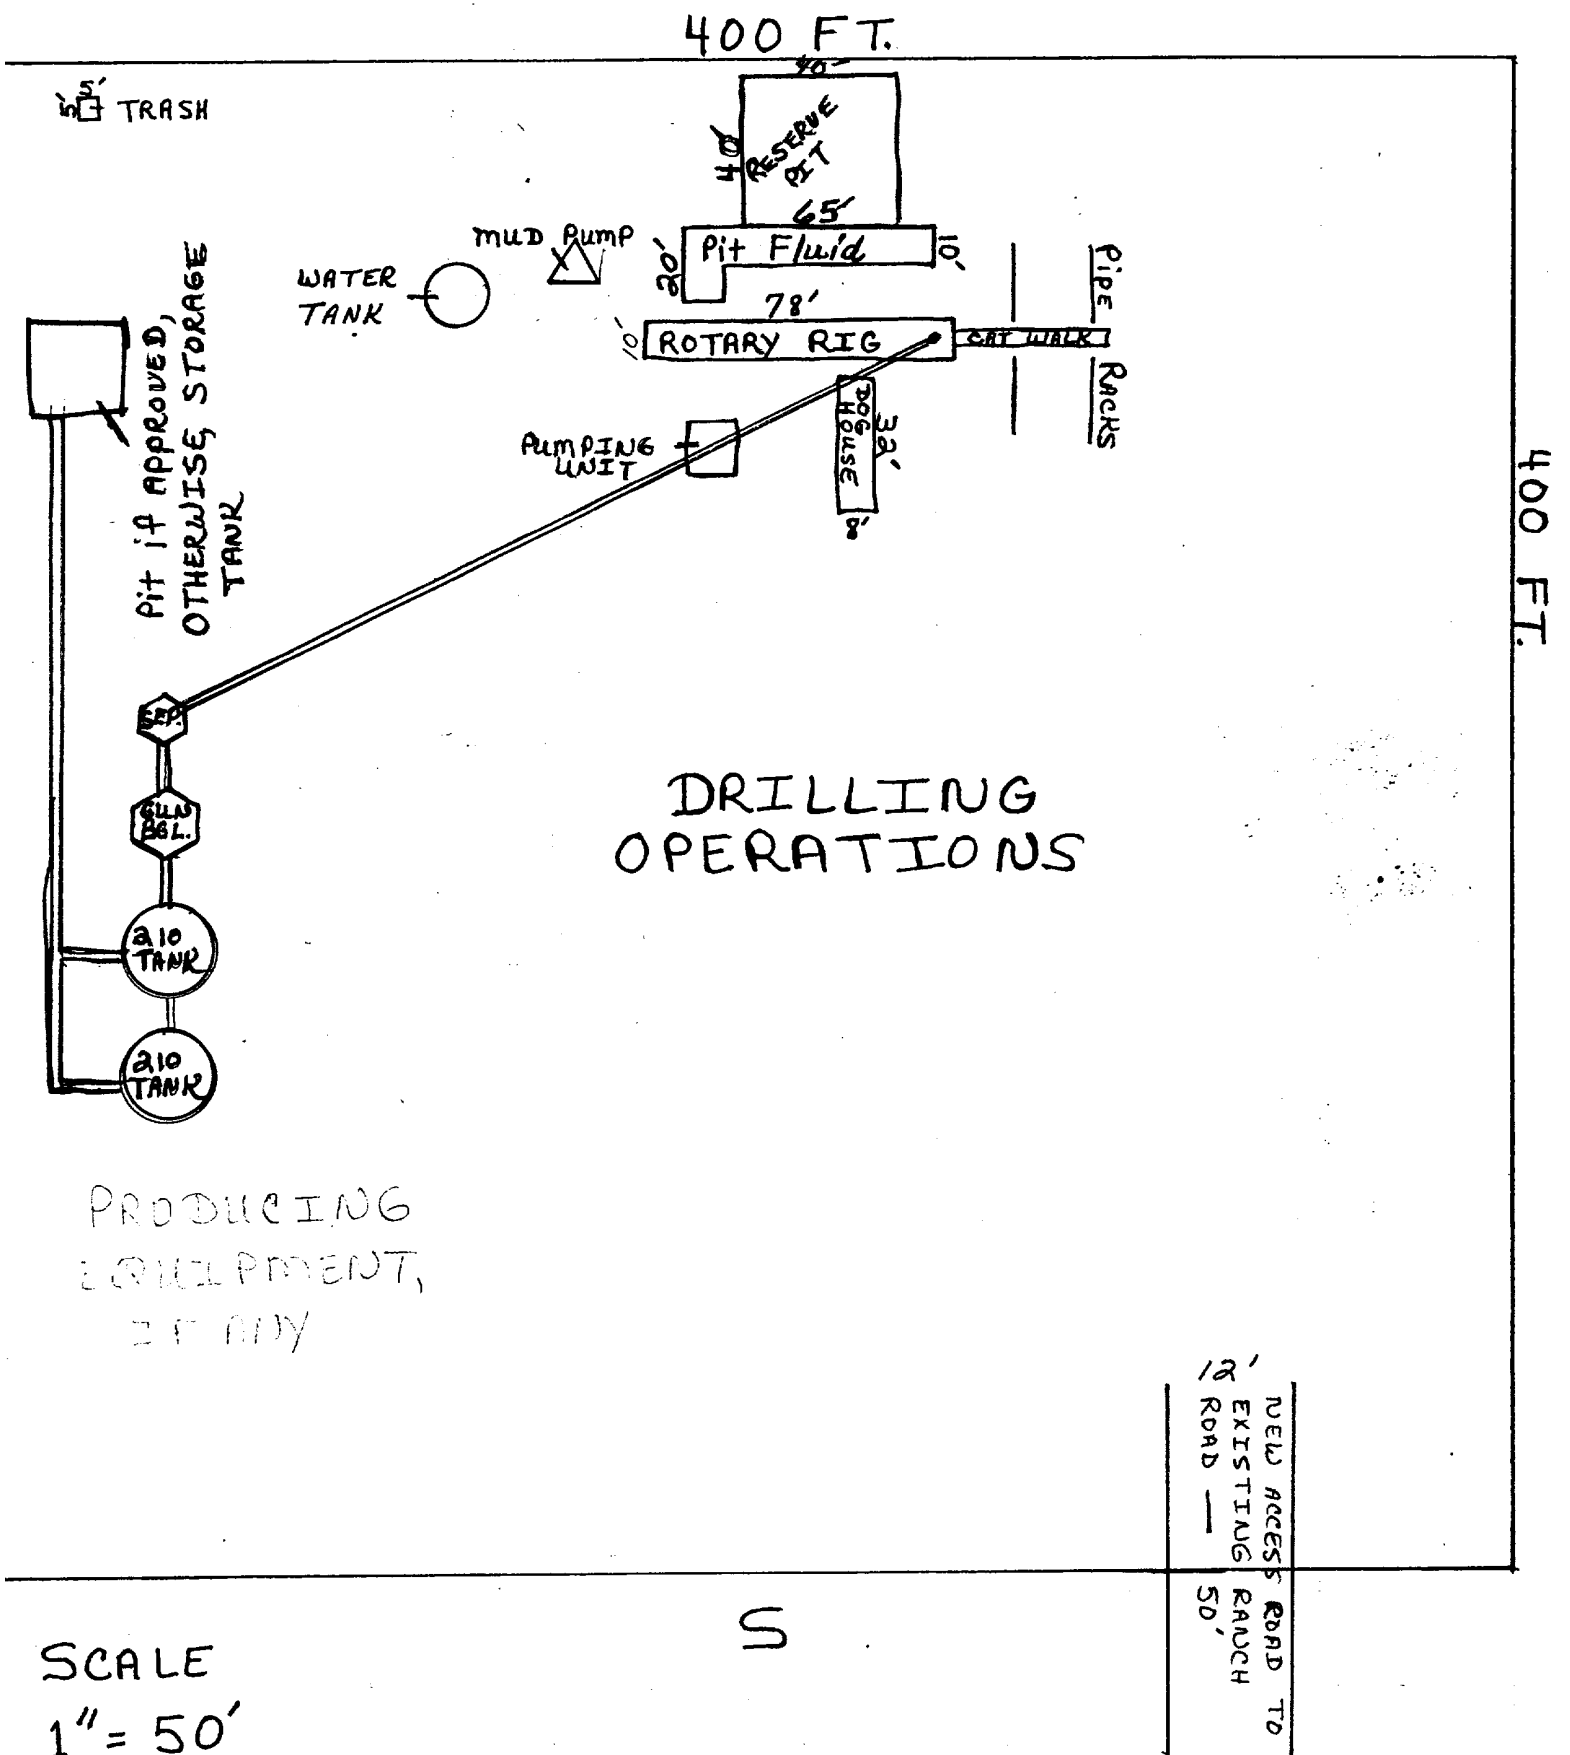 400 FT.
40'
5'
5'
TRASH
40'
RESERVE
PIT
65'
MUD PUMP
Pit Fluid
10'
20'
WATER
TANK
78'
10'
ROTARY RIG
CAT WALK
PIPE RACKS
Pit if APPROVED,
OTHERWISE, STORAGE
TANK
DOG
HOUSE
32'
8'
PUMPING
UNIT
400 FT.
SEP.
GUN
BBL.
DRILLING
OPERATIONS
210
TANK
210
TANK
PRODUCING
EQUIPMENT,
IF ANY
12'
NEW ACCESS ROAD TO
EXISTING RANCH
ROAD — 50'
S
SCALE
1" = 50'